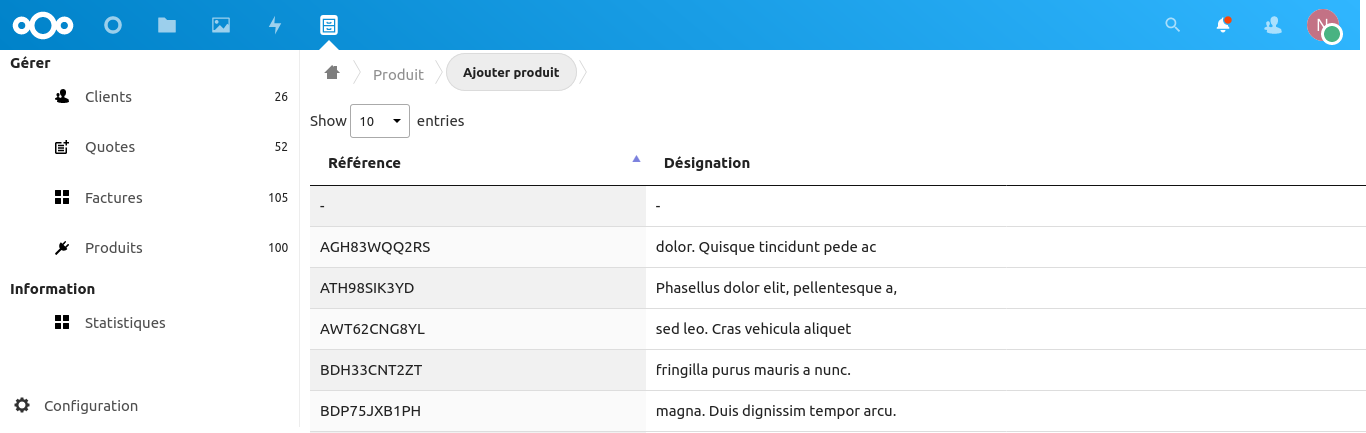 N
Gérer
Clients 26
Quotes 52
Factures 105
Produits 100
Information
Statistiques
Configuration
Produit Ajouter produit
Show 10 entries
Référence Désignation
- -
AGH83WQQ2RS dolor. Quisque tincidunt pede ac
ATH98SIK3YD Phasellus dolor elit, pellentesque a,
AWT62CNG8YL sed leo. Cras vehicula aliquet
BDH33CNT2ZT fringilla purus mauris a nunc.
BDP75JXB1PH magna. Duis dignissim tempor arcu.